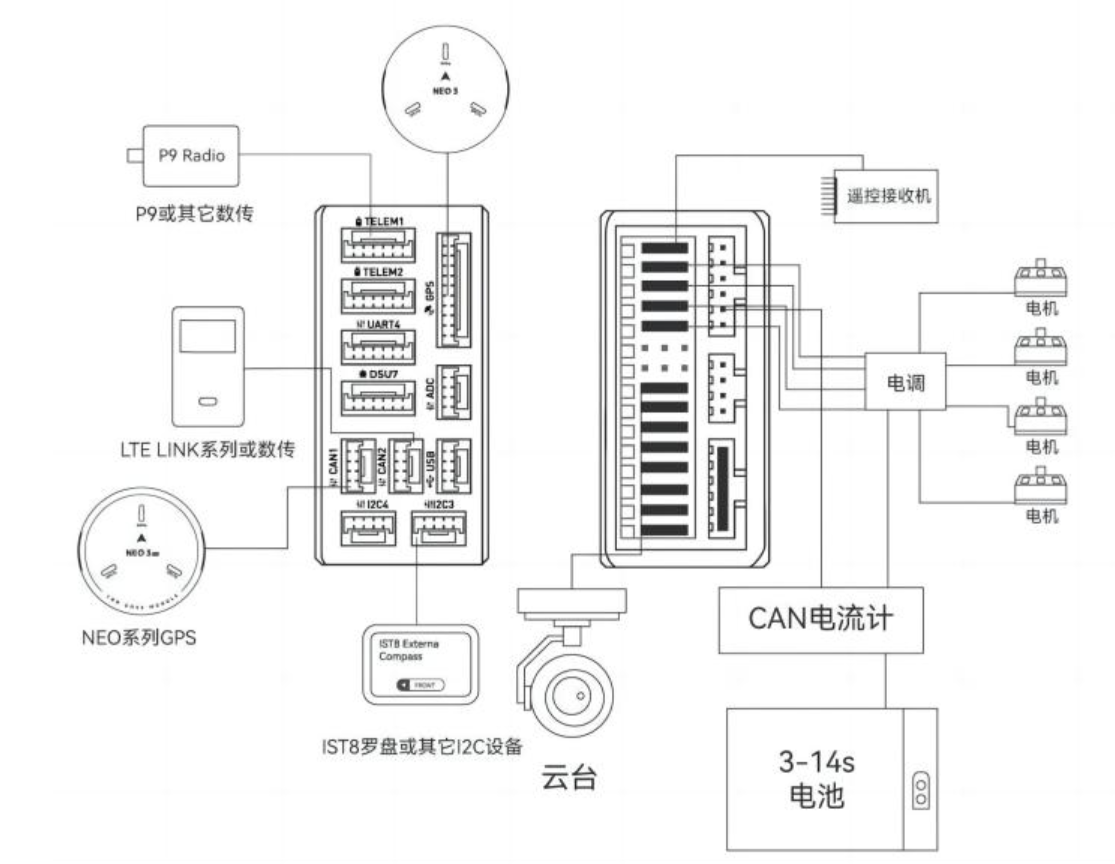 NEO 3
P9 Radio
P9或其它数传
TELEM1
TELEM2
GPS
UART4
DSU7
ADC
CAN1
CAN2
USB
I2C4
I2C3
LTE LINK系列或数传
NEO 3
NEO系列GPS
IST8 Externa
Compass
FRONT
IST8罗盘或其它I2C设备
遥控接收机
电机
电机
电调
电机
电机
CAN电流计
云台
3-14s
电池